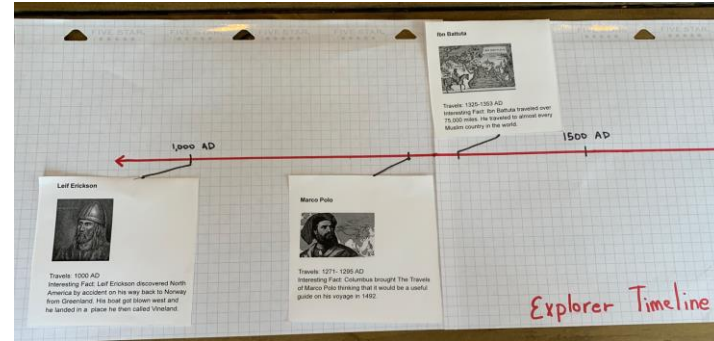 FIVE STAR
FIVE STAR
Ibn Battuta
Travels: 1325-1353 AD
Interesting Fact: Ibn Battuta traveled over
75,000 miles. He traveled to almost every
Muslim country in the world.
1,000 AD
1500 AD
Leif Erickson
Travels: 1000 AD
Interesting Fact: Leif Erickson discovered North
America by accident on his way back to Norway
from Greenland. His boat got blown west and
he landed in a place he then called Vineland.
Marco Polo
Travels: 1271- 1295 AD
Interesting Fact: Columbus brought The Travels
of Marco Polo thinking that it would be a useful
guide on his voyage in 1492.
Explorer Timeline